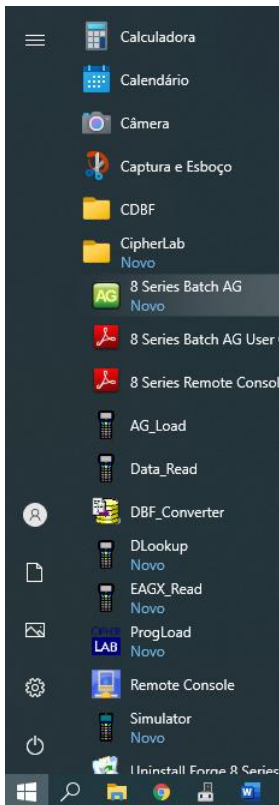 Calculadora
Calendário
Câmera
Captura e Esboço
CDBF
CipherLab
Novo
AG
8 Series Batch AG
Novo
8 Series Batch AG User
8 Series Remote Consol
AG_Load
Data_Read
DBF_Converter
DLookup
Novo
EAGX_Read
Novo
CIPHER
LAB
ProgLoad
Novo
Remote Console
Simulator
Novo
Uninstall Forge 8 Series
W